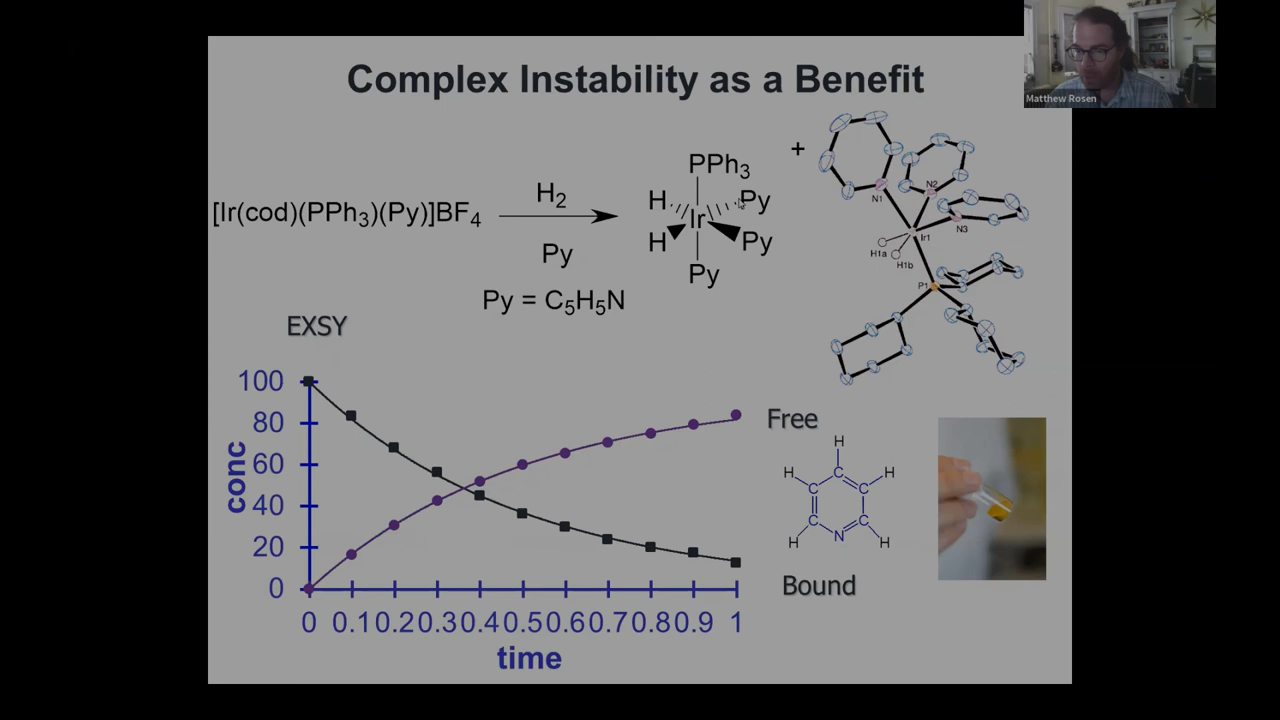 Complex Instability as a Benefit
Matthew Rosen
[Ir(cod)(PPh3)(Py)]BF4
H2
Py
Py = C5H5N
PPh3
H
Py
Ir
H
Py
Py
+
N1
N2
N3
Ir1
H1a
H1b
P1
EXSY
100
80
60
40
20
0
conc
0 0.1 0.2 0.3 0.4 0.5 0.6 0.7 0.8 0.9 1
time
Free
H
H
H
C
C
C
C
C
N
H
H
Bound